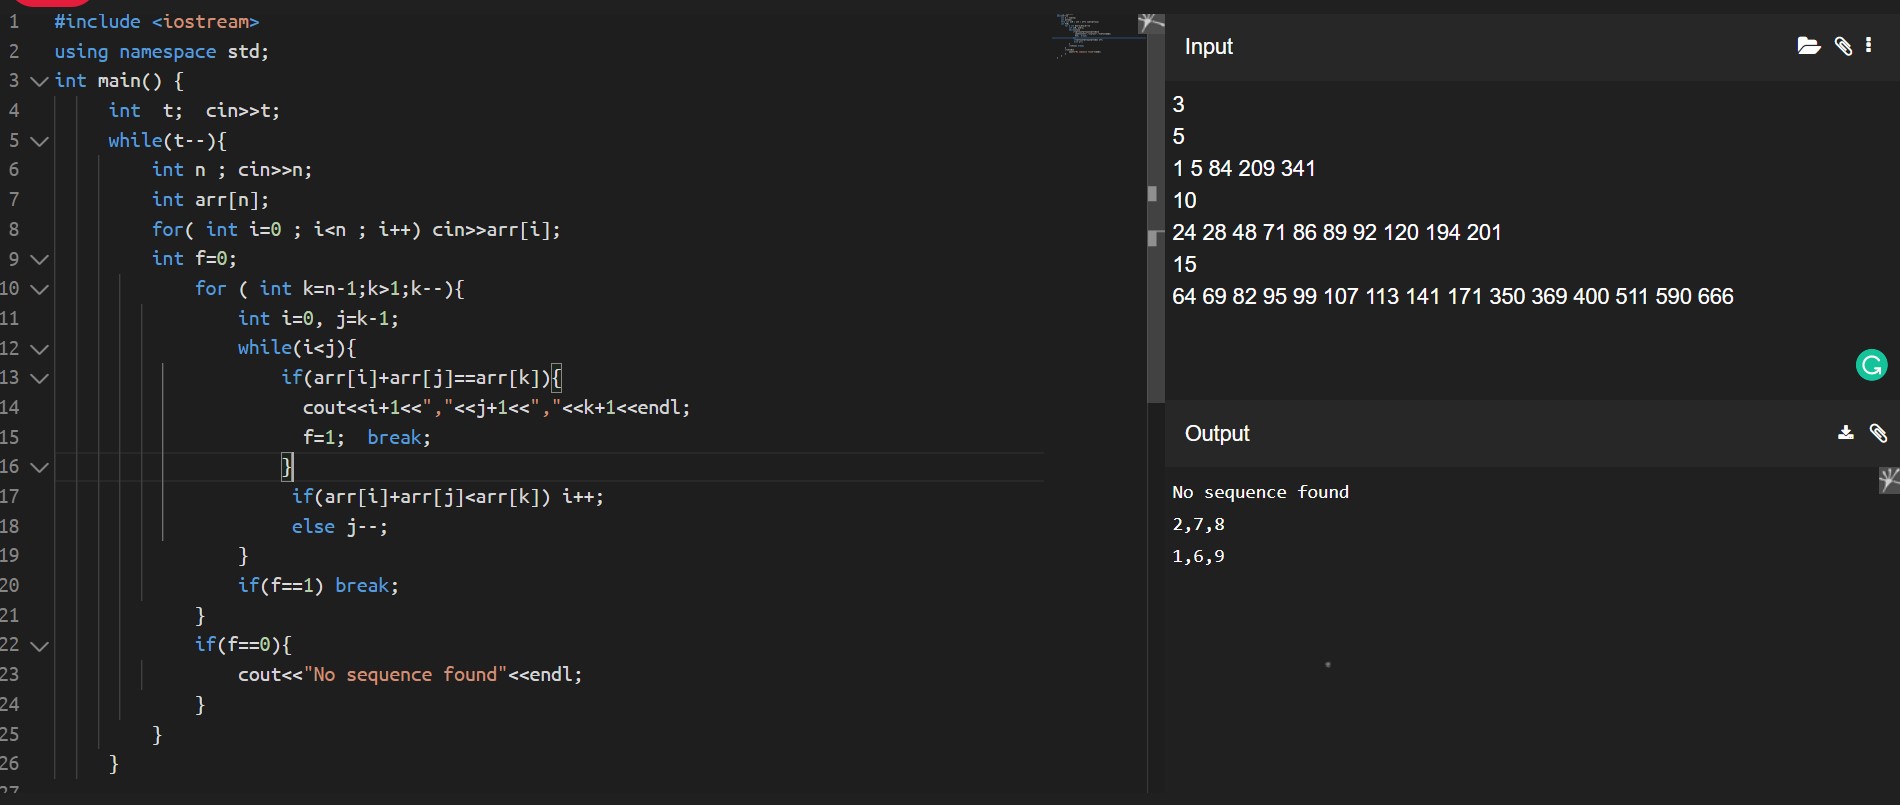 1 #include <iostream>
2 using namespace std;
3 int main() {
4 int  t;  cin>>t;
5 while(t--){
6 int n ; cin>>n;
7 int arr[n];
8 for( int i=0 ; i<n ; i++) cin>>arr[i];
9 int f=0;
10 for ( int k=n-1;k>1;k--){
11 int i=0, j=k-1;
12 while(i<j){
13 if(arr[i]+arr[j]==arr[k]){
14 cout<<i+1<<","<<j+1<<","<<k+1<<endl;
15 f=1;  break;
16 }
17 if(arr[i]+arr[j]<arr[k]) i++;
18 else j--;
19 }
20 if(f==1) break;
21 }
22 if(f==0){
23 cout<<"No sequence found"<<endl;
24 }
25 }
26 }
27
Input
3
5
1 5 84 209 341
10
24 28 48 71 86 89 92 120 194 201
15
64 69 82 95 99 107 113 141 171 350 369 400 511 590 666
Output
No sequence found
2,7,8
1,6,9